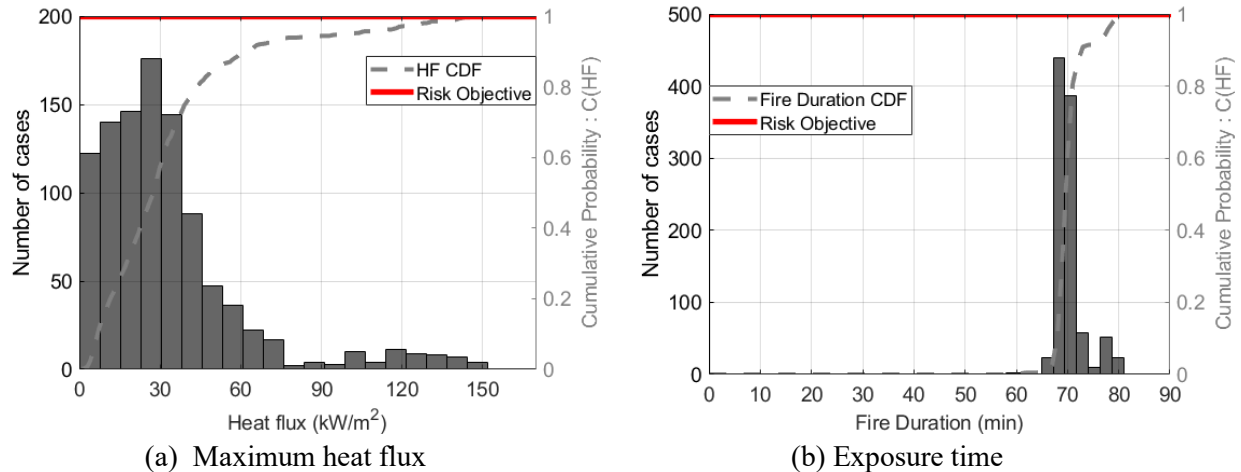 200
150
100
50
0
Number of cases
0 30 60 90 120 150
Heat flux (kW/m²)
1
0.8
0.6
0.4
0.2
0
Cumulative Probability : C(HF)
HF CDF
Risk Objective
(a) Maximum heat flux
500
400
300
200
100
0
Number of cases
0 10 20 30 40 50 60 70 80 90
Fire Duration (min)
1
0.8
0.6
0.4
0.2
0
Cumulative Probability : C(HF)
Fire Duration CDF
Risk Objective
(b) Exposure time